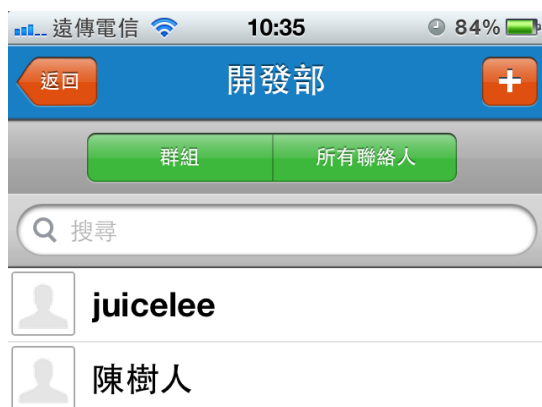 遠傳電信 10:35 84%
返回 開發部 +
群組 所有聯絡人
搜尋
juicelee
陳樹人